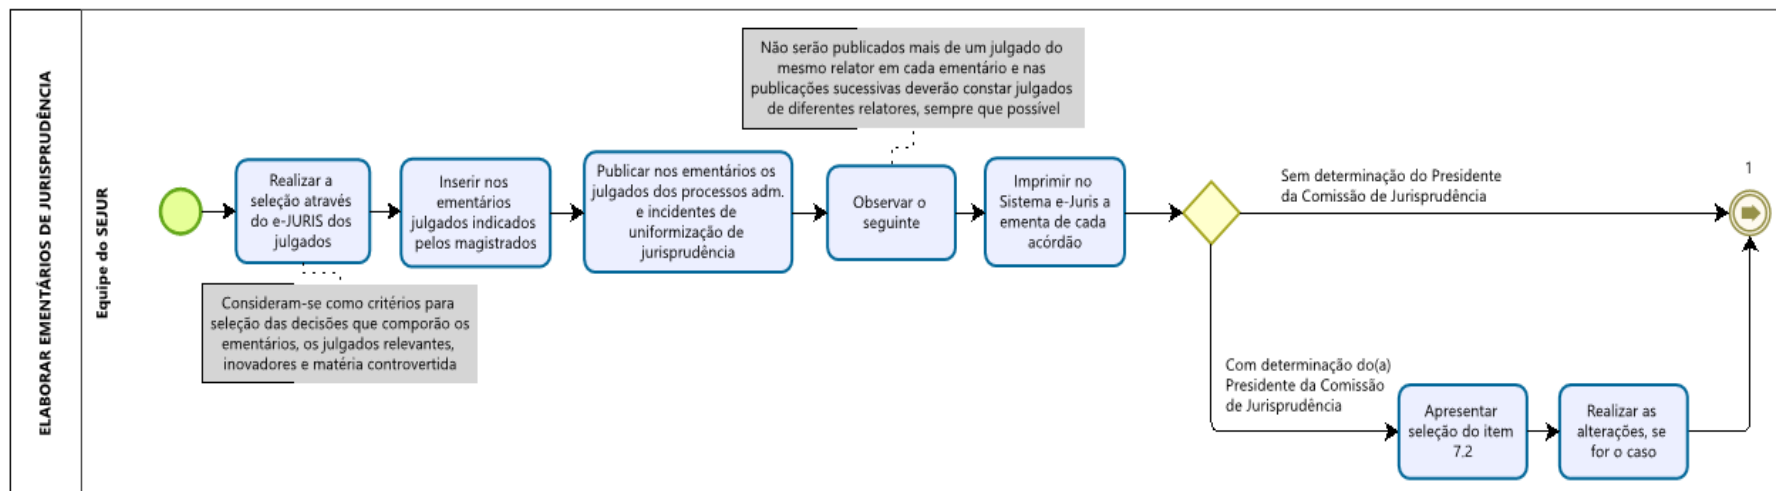 ELABORAR EMENTÁRIOS DE JURISPRUDÊNCIA
Equipe do SEJUR
Realizar a
seleção através
do e-JURIS dos
julgados
Consideram-se como critérios para
seleção das decisões que comporão os
ementários, os julgados relevantes,
inovadores e matéria controvertida
Inserir nos
ementários
julgados indicados
pelos magistrados
Publicar nos ementários os
julgados dos processos adm.
e incidentes de
uniformização de
jurisprudência
Não serão publicados mais de um julgado do
mesmo relator em cada ementário e nas
publicações sucessivas deverão constar julgados
de diferentes relatores, sempre que possível
Observar o
seguinte
Imprimir no
Sistema e-Juris a
ementa de cada
acórdão
Sem determinação do Presidente
da Comissão de Jurisprudência
1
Com determinação do(a)
Presidente da Comissão
de Jurisprudência
Apresentar
seleção do item
7.2
Realizar as
alterações, se
for o caso